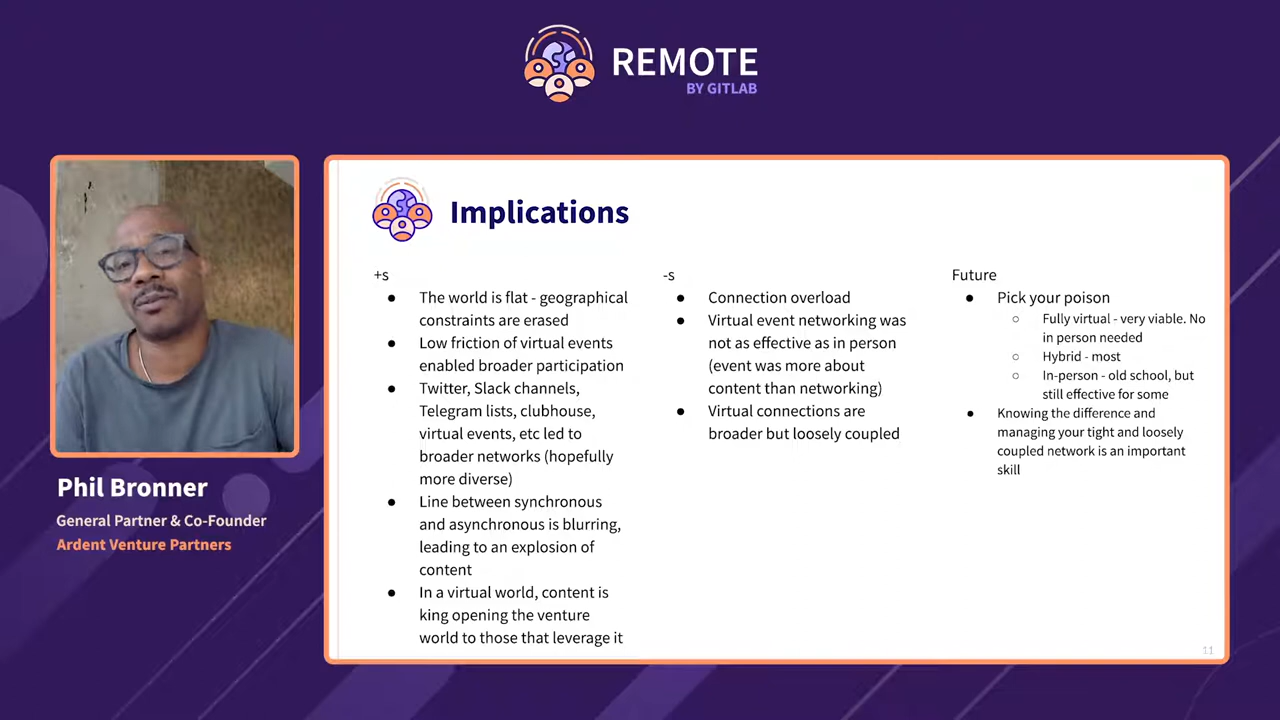 REMOTE
BY GITLAB
Phil Bronner
General Partner & Co-Founder
Ardent Venture Partners
Implications
+s
● The world is flat - geographical
constraints are erased
● Low friction of virtual events
enabled broader participation
● Twitter, Slack channels,
Telegram lists, clubhouse,
virtual events, etc led to
broader networks (hopefully
more diverse)
● Line between synchronous
and asynchronous is blurring,
leading to an explosion of
content
● In a virtual world, content is
king opening the venture
world to those that leverage it
-s
● Connection overload
● Virtual event networking was
not as effective as in person
(event was more about
content than networking)
● Virtual connections are
broader but loosely coupled
Future
● Pick your poison
○ Fully virtual - very viable. No
in person needed
○ Hybrid - most
○ In-person - old school, but
still effective for some
● Knowing the difference and
managing your tight and loosely
coupled network is an important
skill
11